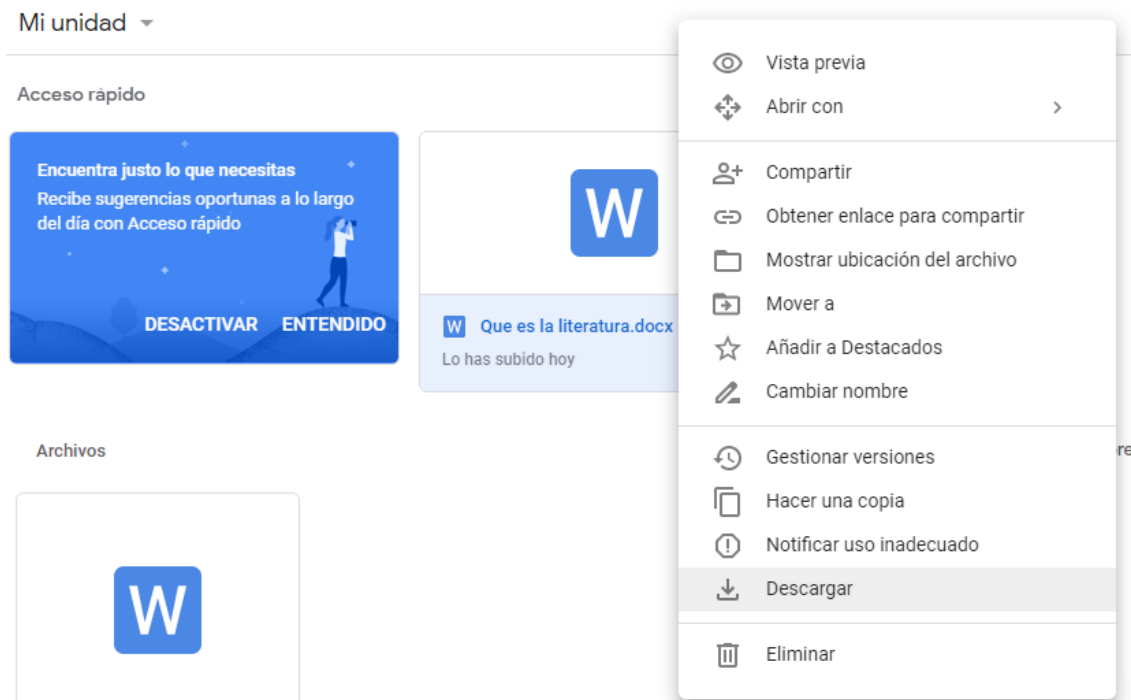 Mi unidad
Acceso rápido
Encuentra justo lo que necesitas
Recibe sugerencias oportunas a lo largo
del día con Acceso rápido
DESACTIVAR ENTENDIDO
W
W Que es la literatura.docx
Lo has subido hoy
Archivos
W
Vista previa
Abrir con
Compartir
Obtener enlace para compartir
Mostrar ubicación del archivo
Mover a
Añadir a Destacados
Cambiar nombre
Gestionar versiones
Hacer una copia
Notificar uso inadecuado
Descargar
Eliminar